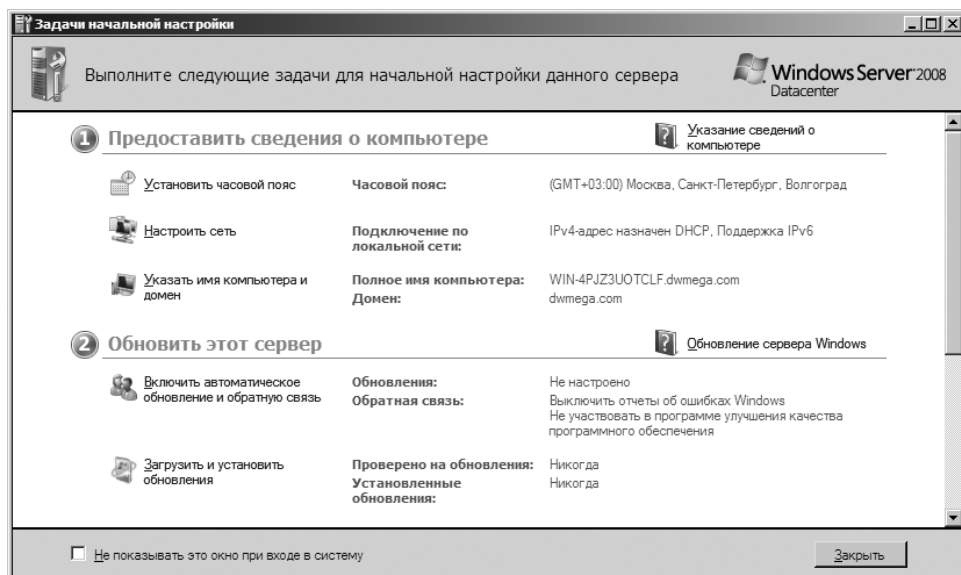 Задачи начальной настройки
Выполните следующие задачи для начальной настройки данного сервера
Windows Server 2008
Datacenter
1 Предоставить сведения о компьютере
Указание сведений о
компьютере
Установить часовой пояс
Часовой пояс:
(GMT+03:00) Москва, Санкт-Петербург, Волгоград
Настроить сеть
Подключение по
локальной сети:
IPv4-адрес назначен DHCP, Поддержка IPv6
Указать имя компьютера и
домен
Полное имя компьютера:
WIN-4PJZ3UOTCLF.dwmega.com
Домен:
dwmega.com
2 Обновить этот сервер
Обновление сервера Windows
Включить автоматическое
обновление и обратную связь
Обновления:
Не настроено
Обратная связь:
Выключить отчеты об ошибках Windows
Не участвовать в программе улучшения качества
программного обеспечения
Загрузить и установить
обновления
Проверено на обновления:
Никогда
Установленные
обновления:
Никогда
Не показывать это окно при входе в систему
Закрыть